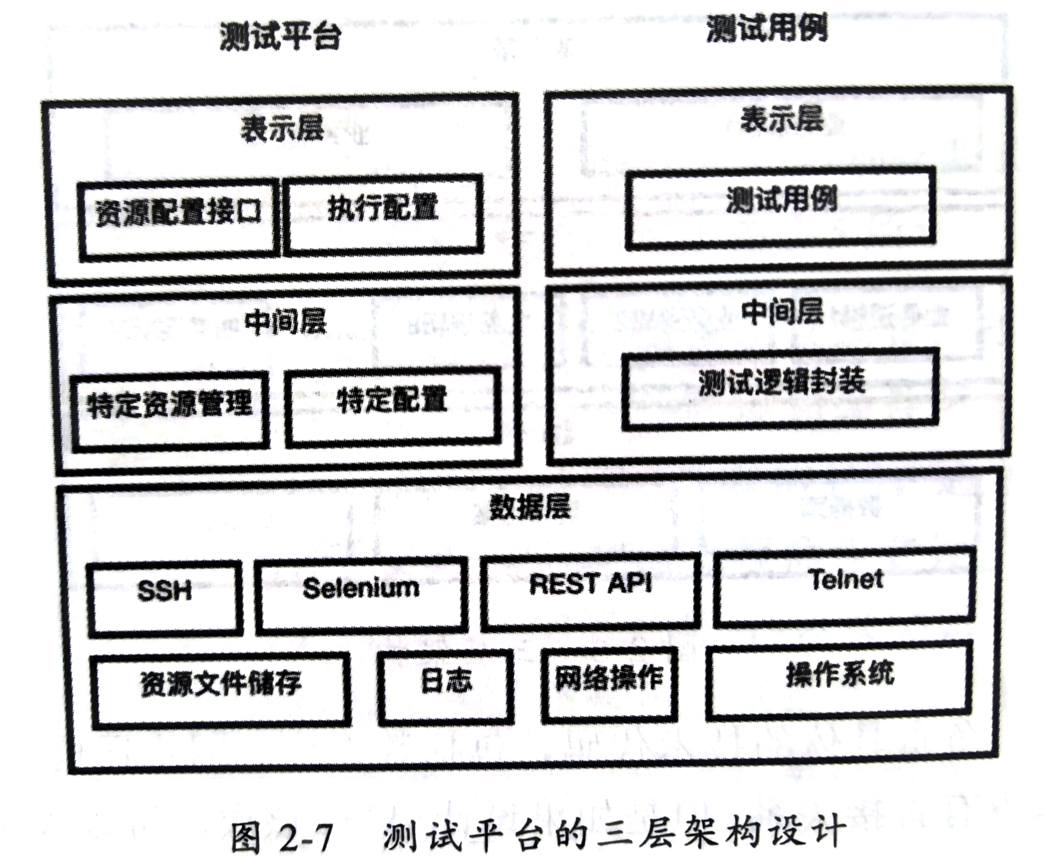 测试平台
测试用例
表示层
资源配置接口
执行配置
表示层
测试用例
中间层
特定资源管理
特定配置
中间层
测试逻辑封装
数据层
SSH
Selenium
REST API
Telnet
资源文件储存
日志
网络操作
操作系统
图 2-7 测试平台的三层架构设计